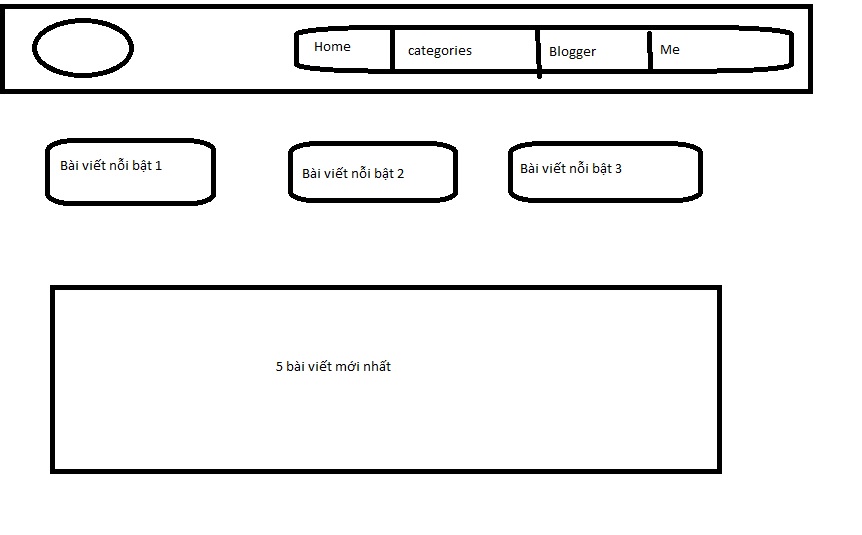 Home
categories
Blogger
Me
Bài viết nỗi bật 1
Bài viết nỗi bật 2
Bài viết nỗi bật 3
5 bài viết mới nhất